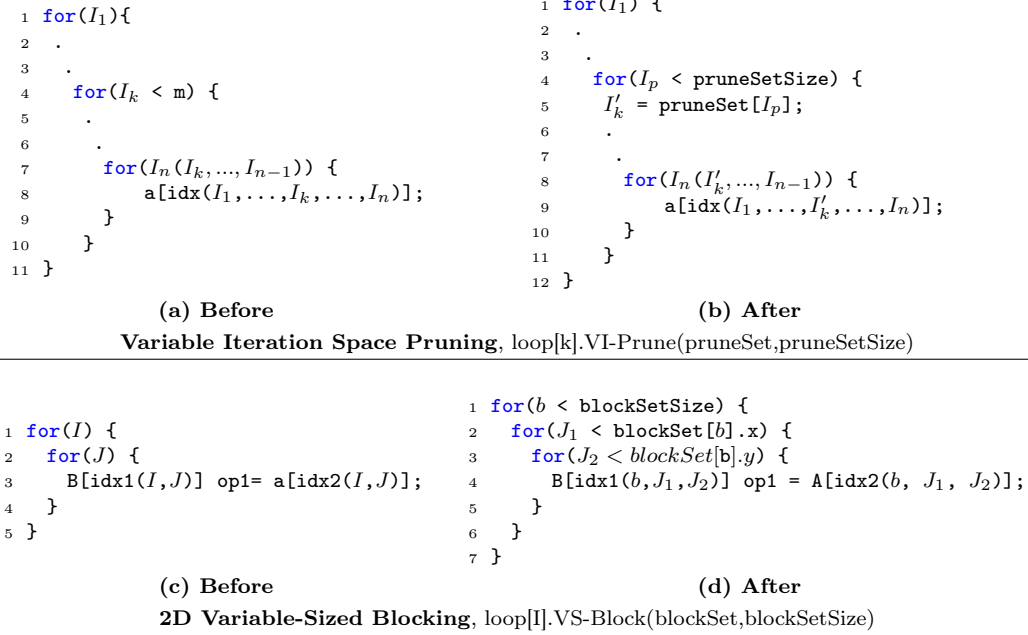 1 for(I₁){
2 .
3 .
4 for(Iₖ < m) {
5 .
6 .
7 for(Iₙ(Iₖ,...,Iₙ₋₁)) {
8 a[idx(I₁,...,Iₖ,...,Iₙ)];
9 }
10 }
11 }
(a) Before
1 for(I₁) {
2 .
3 .
4 for(Iₚ < pruneSetSize) {
5 I′ₖ = pruneSet[Iₚ];
6 .
7 .
8 for(Iₙ(I′ₖ,...,Iₙ₋₁)) {
9 a[idx(I₁,...,I′ₖ,...,Iₙ)];
10 }
11 }
12 }
(b) After
Variable Iteration Space Pruning, loop[k].VI-Prune(pruneSet,pruneSetSize)
1 for(I) {
2 for(J) {
3 B[idx1(I,J)] op1= a[idx2(I,J)];
4 }
5 }
(c) Before
1 for(b < blockSetSize) {
2 for(J₁ < blockSet[b].x) {
3 for(J₂ < blockSet[b].y) {
4 B[idx1(b,J₁,J₂)] op1 = A[idx2(b, J₁, J₂)];
5 }
6 }
7 }
(d) After
2D Variable-Sized Blocking, loop[I].VS-Block(blockSet,blockSetSize)